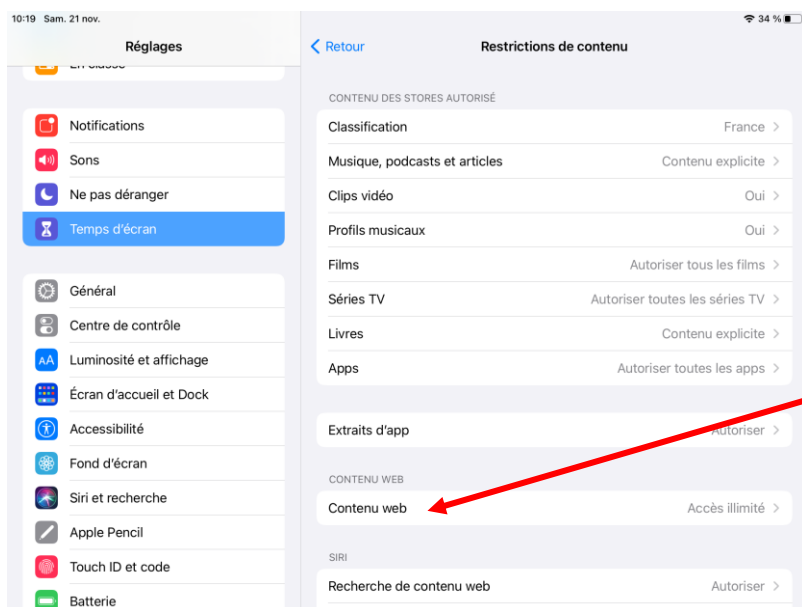 10:19 Sam. 21 nov.
34 %
Réglages
Retour
Restrictions de contenu
En classe
Notifications
Sons
Ne pas déranger
Temps d'écran
Général
Centre de contrôle
Luminosité et affichage
Écran d'accueil et Dock
Accessibilité
Fond d'écran
Siri et recherche
Apple Pencil
Touch ID et code
Batterie
CONTENU DES STORES AUTORISÉ
Classification France
Musique, podcasts et articles Contenu explicite
Clips vidéo Oui
Profils musicaux Oui
Films Autoriser tous les films
Séries TV Autoriser toutes les séries TV
Livres Contenu explicite
Apps Autoriser toutes les apps
Extraits d'app Autoriser
CONTENU WEB
Contenu web Accès illimité
SIRI
Recherche de contenu web Autoriser